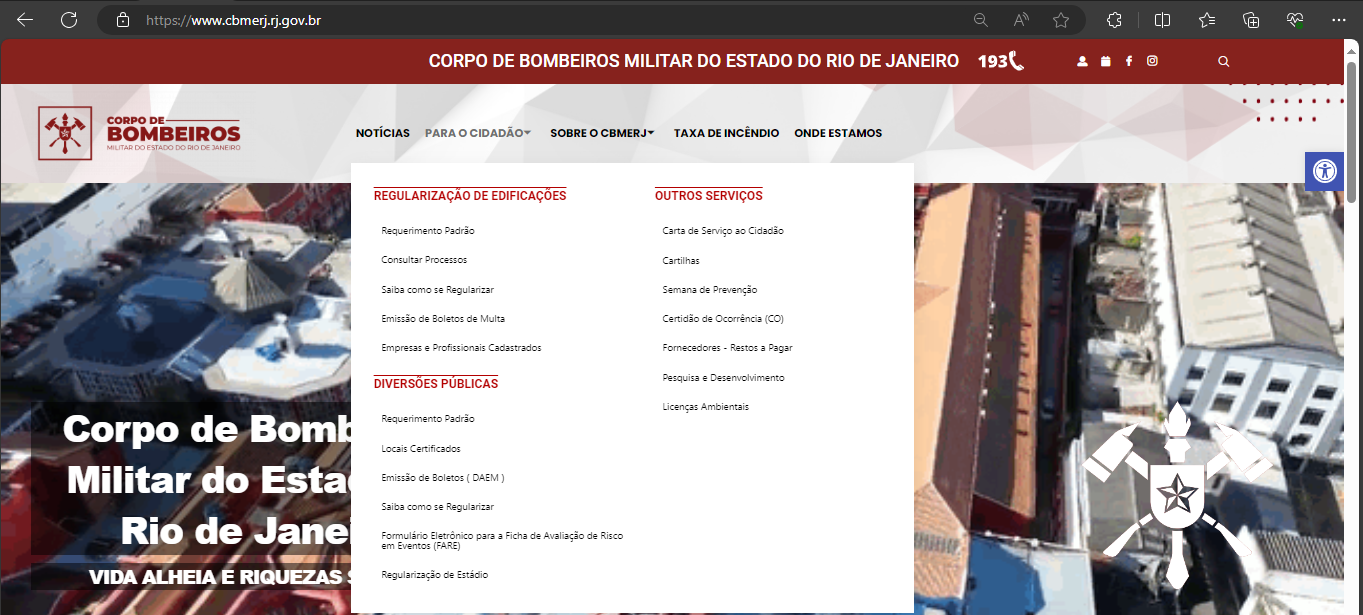 https://www.cbmerj.rj.gov.br
CORPO DE BOMBEIROS MILITAR DO ESTADO DO RIO DE JANEIRO 193
CORPO DE
BOMBEIROS
MILITAR DO ESTADO DO RIO DE JANEIRO
NOTÍCIAS PARA O CIDADÃO SOBRE O CBMERJ TAXA DE INCÊNDIO ONDE ESTAMOS
REGULARIZAÇÃO DE EDIFICAÇÕES
Requerimento Padrão
Consultar Processos
Saiba como se Regularizar
Emissão de Boletos de Multa
Empresas e Profissionais Cadastrados
DIVERSÕES PÚBLICAS
Requerimento Padrão
Locais Certificados
Emissão de Boletos ( DAEM )
Saiba como se Regularizar
Formulário Eletrônico para a Ficha de Avaliação de Risco
em Eventos (FARE)
Regularização de Estádio
OUTROS SERVIÇOS
Carta de Serviço ao Cidadão
Cartilhas
Semana de Prevenção
Certidão de Ocorrência (CO)
Fornecedores - Restos a Pagar
Pesquisa e Desenvolvimento
Licenças Ambientais
Corpo de Bomb
Militar do Estad
Rio de Janei
VIDA ALHEIA E RIQUEZAS S